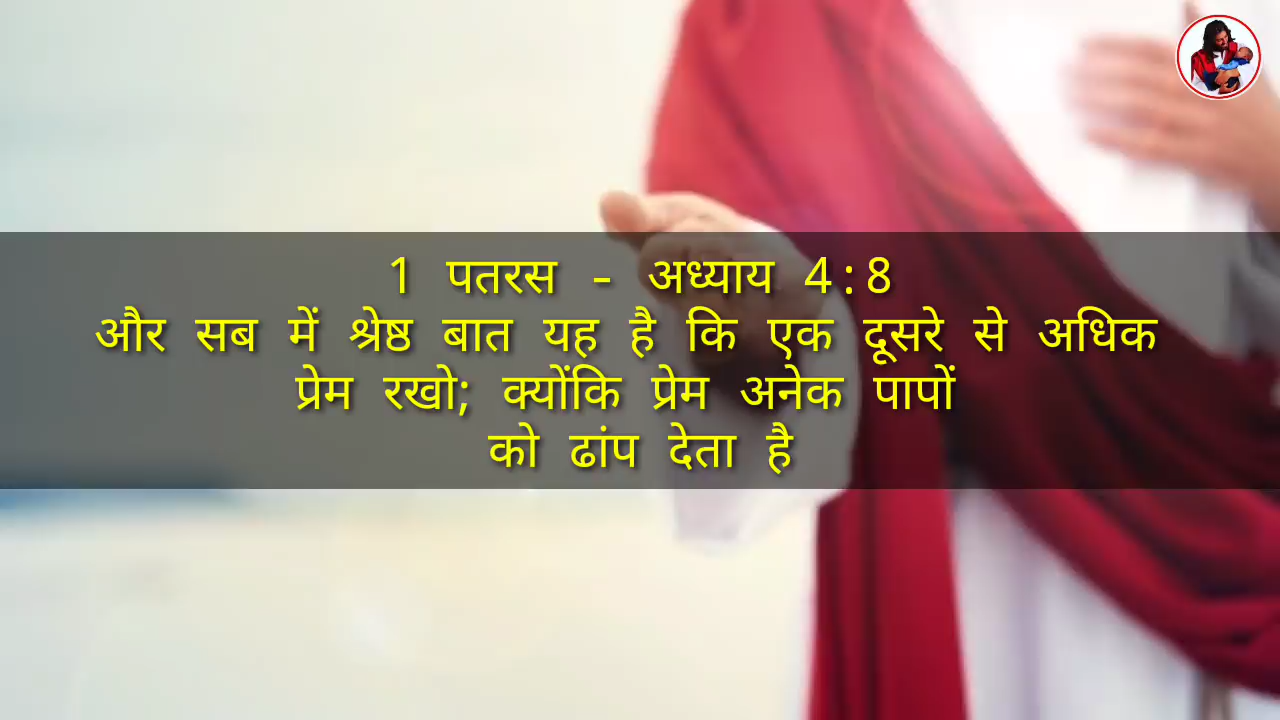 1 पतरस - अध्याय 4:8
और सब में श्रेष्ठ बात यह है कि एक दूसरे से अधिक
प्रेम रखो; क्योंकि प्रेम अनेक पापों
को ढांप देता है